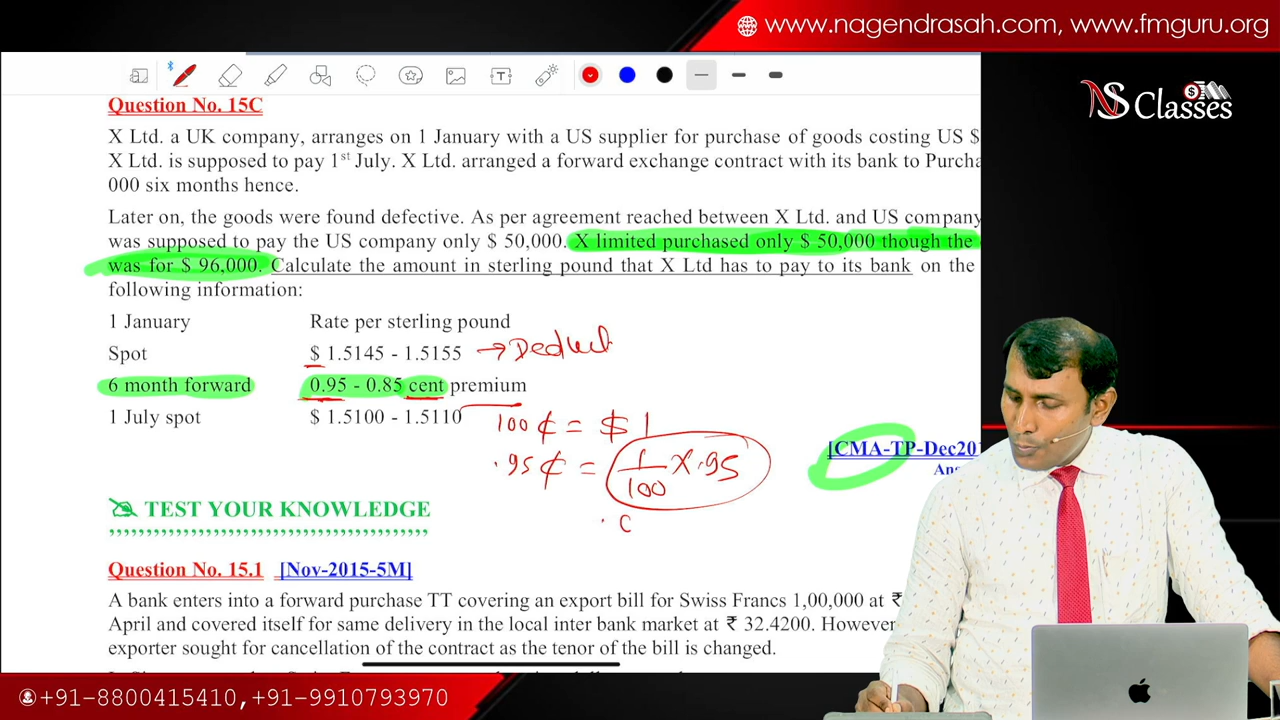 www.nagendrasah.com, www.fmguru.org
NS Classes
Question No. 15C
X Ltd. a UK company, arranges on 1 January with a US supplier for purchase of goods costing US $
X Ltd. is supposed to pay 1st July. X Ltd. arranged a forward exchange contract with its bank to
000 six months hence.
Later on, the goods were found defective. As per agreement reached between X Ltd. and US company
was supposed to pay the US company only $ 50,000. X limited purchased only $ 50,000 though the
was for $ 96,000. Calculate the amount in sterling pound that X Ltd has to pay to its bank on the
following information:
1 January Rate per sterling pound
Spot $ 1.5145 - 1.5155 → Deduct
6 month forward 0.95 - 0.85 cent premium
1 July spot $ 1.5100 - 1.5110
100 ¢ = $ 1
.95 ¢ = 1/100 X .95
[CMA-TP-Dec201
. 0
TEST YOUR KNOWLEDGE
Question No. 15.1 [Nov-2015-5M]
A bank enters into a forward purchase TT covering an export bill for Swiss Francs 1,00,000 at ₹
April and covered itself for same delivery in the local inter bank market at ₹ 32.4200. However
exporter sought for cancellation of the contract as the tenor of the bill is changed.
+91-8800415410,+91-9910793970